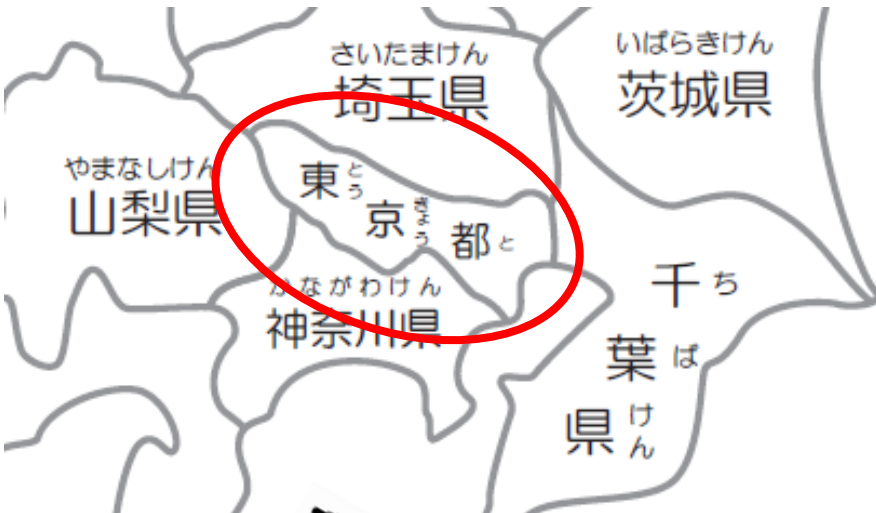 さいたまけん
埼玉県
いばらきけん
茨城県
やまなしけん
山梨県
東とう
京きょう
都と
かながわけん
神奈川県
千ち
葉ば
県けん